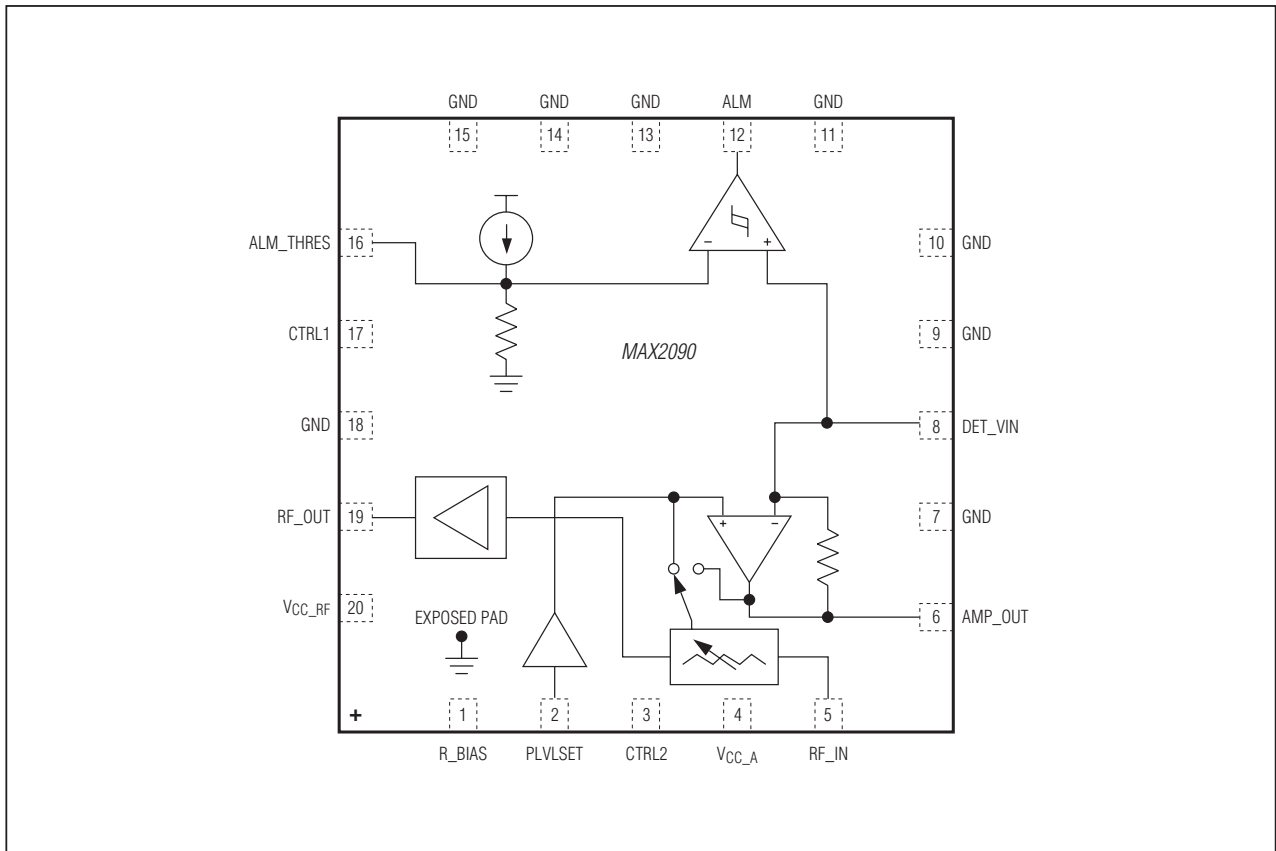 GND GND GND ALM GND
15 14 13 12 11
ALM_THRES 16
10 GND
− +
CTRL1 17
9 GND
MAX2090
GND 18
8 DET_VIN
RF_OUT 19
7 GND
+ −
VCC_RF 20
EXPOSED PAD
6 AMP_OUT
+ 1 2 3 4 5
R_BIAS PLVLSET CTRL2 VCC_A RF_IN